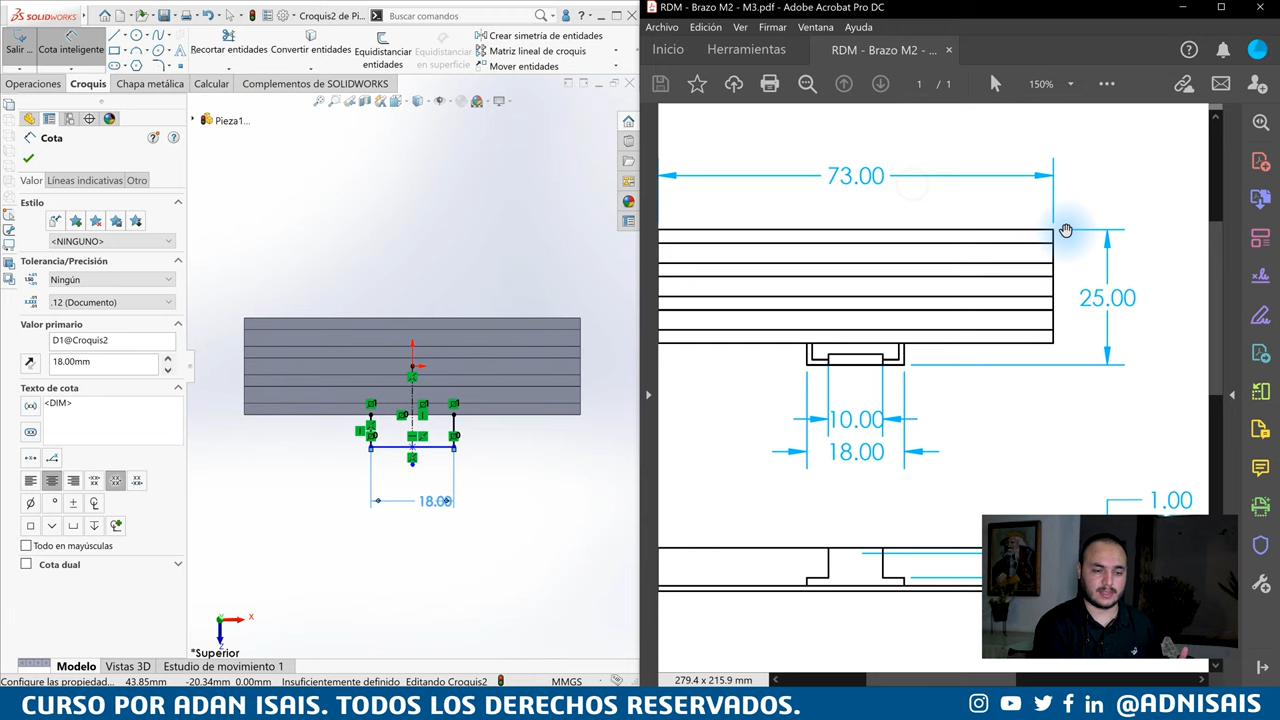 SOLIDWORKS
Croquis2 de Pi...
Buscar comandos
Salir ...
Cota inteligente
Recortar entidades
Convertir entidades
Equidistanciar entidades
Equidistanciar en superficie
Crear simetría de entidades
Matriz lineal de croquis
Mover entidades
Operaciones
Croquis
Chapa metálica
Calcular
Complementos de SOLIDWORKS
Pieza1...
Cota
Valor
Líneas indicativas
Otro
Estilo
<NINGUNO>
Tolerancia/Precisión
Ningún
.12 (Documento)
Valor primario
D1@Croquis2
18.00mm
Texto de cota
<DIM>
Todo en mayúsculas
Cota dual
18.00
X
Z
*Superior
Modelo
Vistas 3D
Estudio de movimiento 1
Configure las propiedad...
43.85mm
-20.34mm
0.00mm
Insuficientemente definido
Editando Croquis2
MMGS
RDM - Brazo M2 - M3.pdf - Adobe Acrobat Pro DC
Archivo
Edición
Ver
Firmar
Ventana
Ayuda
Inicio
Herramientas
RDM - Brazo M2 - ...
1 / 1
150%
73.00
25.00
10.00
18.00
1.00
279.4 x 215.9 mm
CURSO POR ADAN ISAIS. TODOS LOS DERECHOS RESERVADOS.
@ADNISAIS